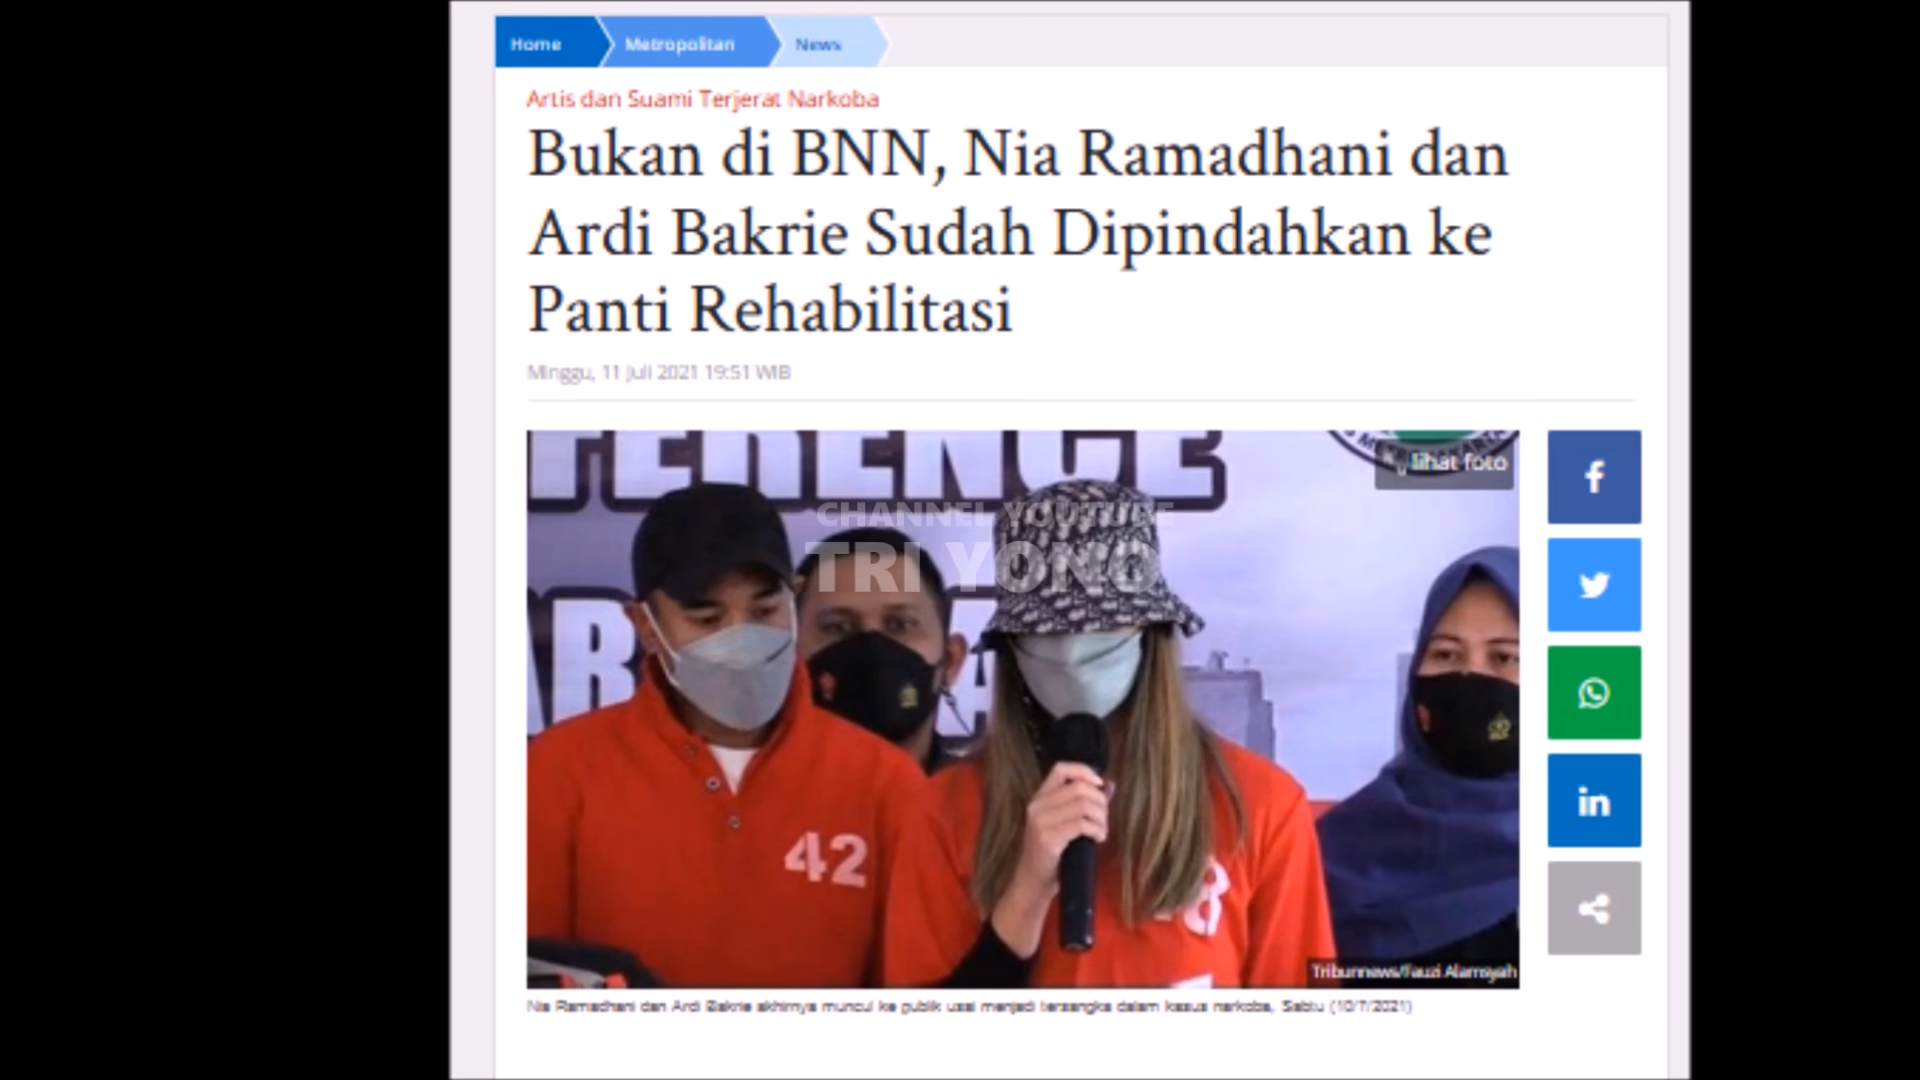 Home
Metropolitan
News
Artis dan Suami Terjerat Narkoba
Bukan di BNN, Nia Ramadhani dan
Ardi Bakrie Sudah Dipindahkan ke
Panti Rehabilitasi
Minggu, 11 Juli 2021 19:51 WIB
FERENCE
lihat foto
CHANNEL YOUTUBE
TRI YONO
42
8
Tribunnews/Fauzi Alamsyah
Nia Ramadhani dan Ardi Bakrie akhirnya muncul ke publik usai menjadi tersangka dalam kasus narkoba, Sabtu (10/7/2021)